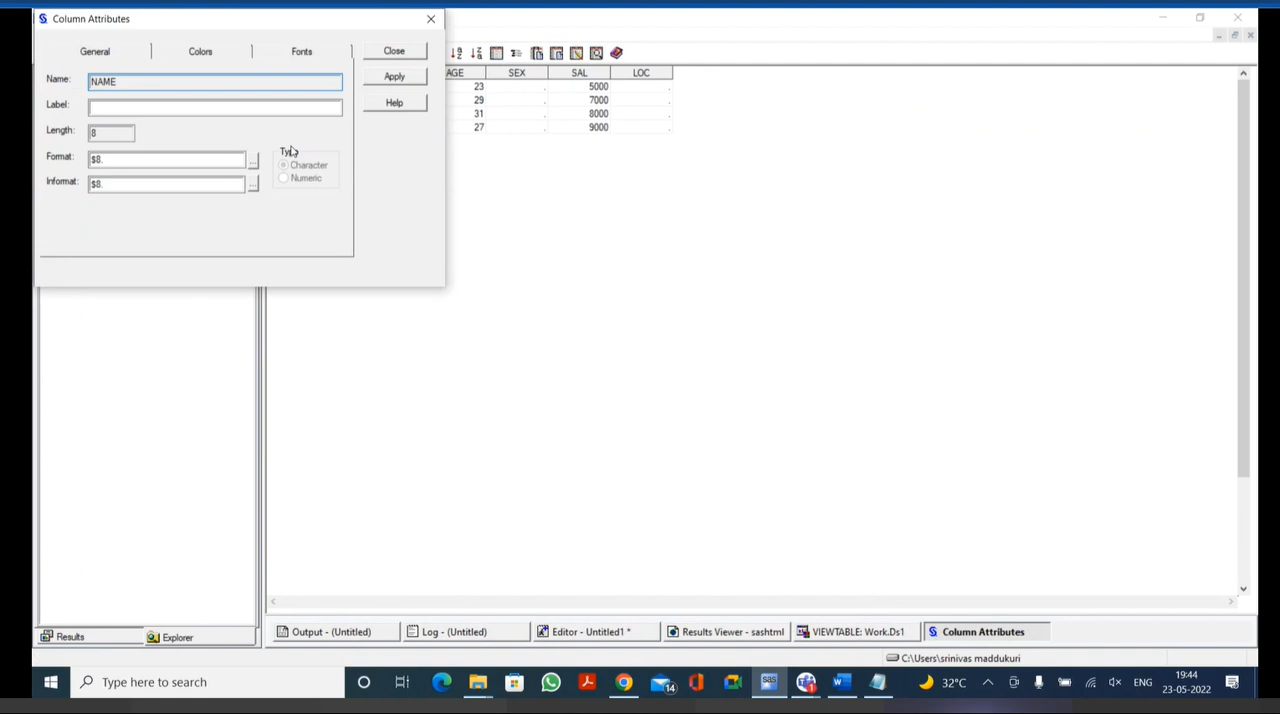 Column Attributes
General
Colors
Fonts
Close
Name:
NAME
Apply
Label:
Help
Length:
8
Format:
$8.
...
Character
Informat:
$8.
...
Numeric
AGE SEX SAL LOC
23 . 5000 .
29 . 7000 .
31 . 8000 .
27 . 9000 .
Results
Explorer
Output - (Untitled)
Log - (Untitled)
Editor - Untitled1 *
Results Viewer - sashtml
VIEWTABLE: Work.Ds1
Column Attributes
C:\Users\srinivas maddukuri
Type here to search
14
sas
32°C
ENG
19:44
23-05-2022